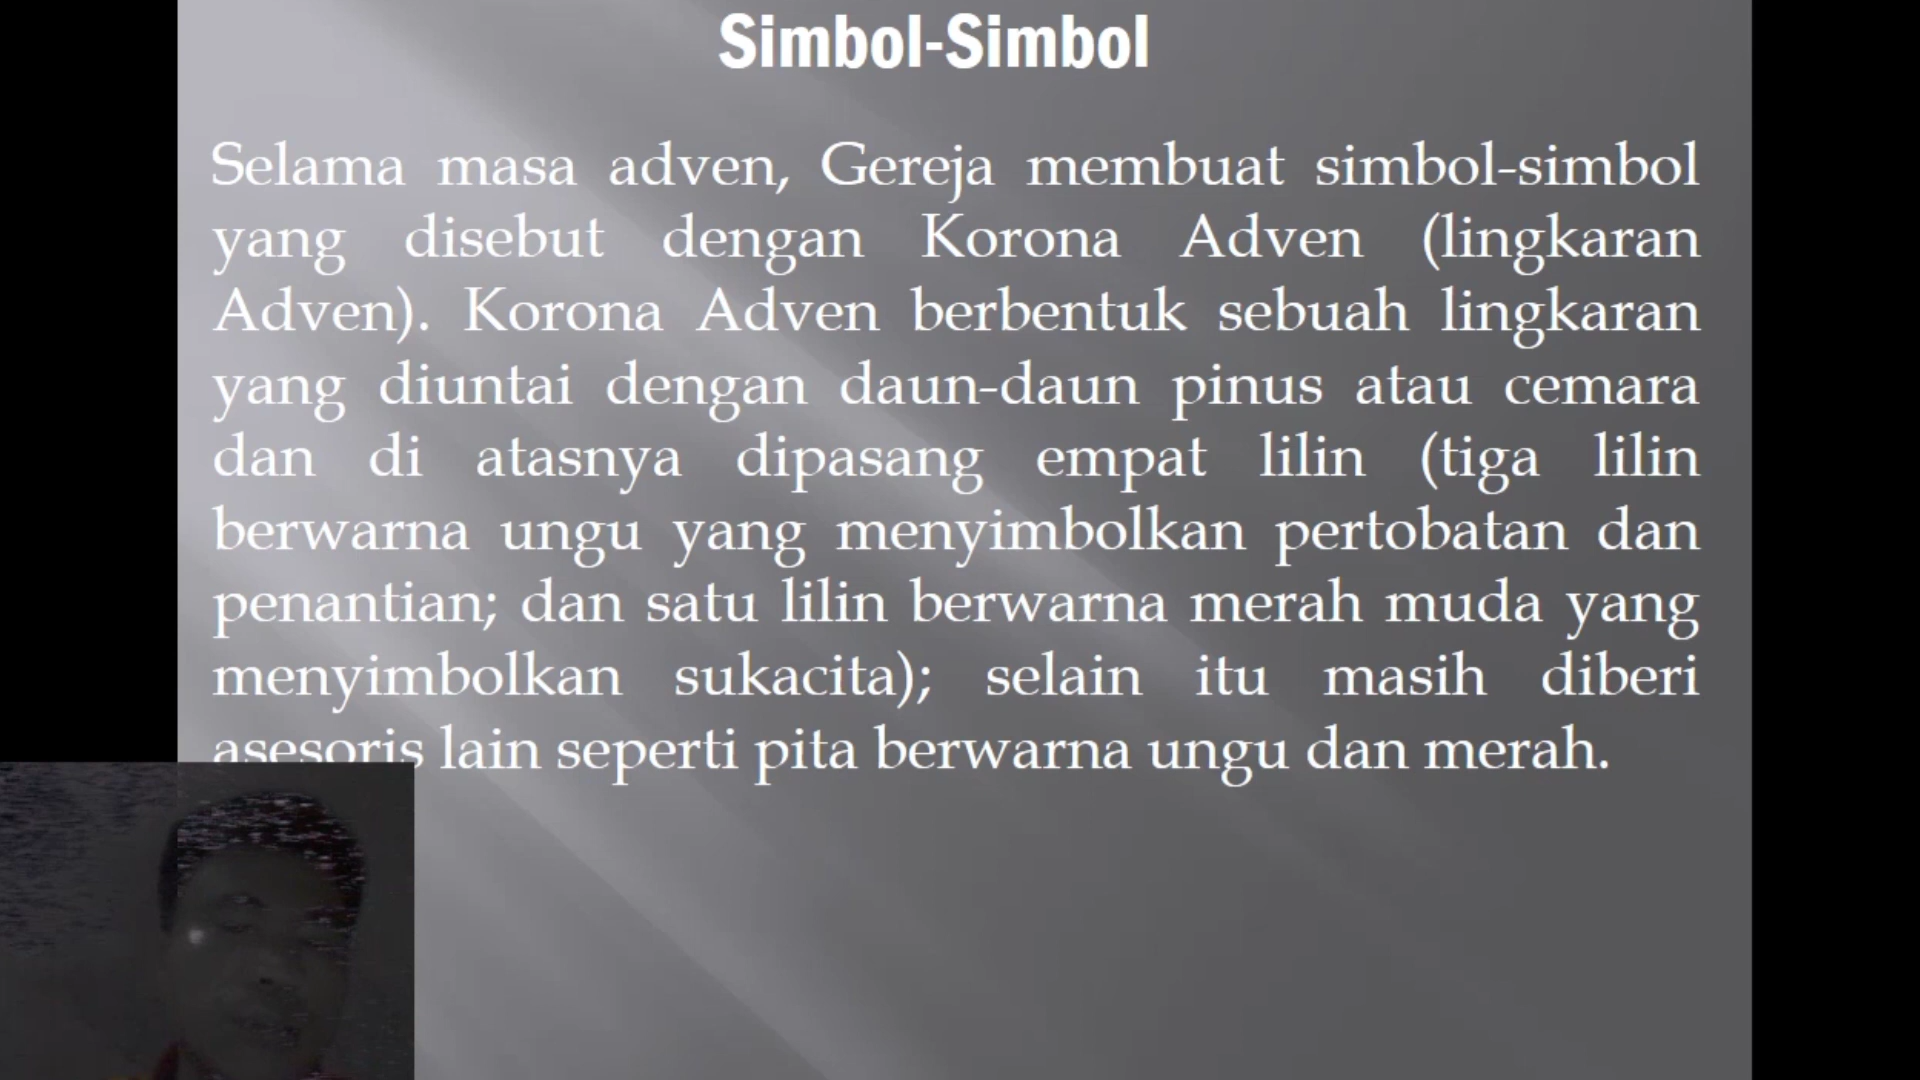 Simbol-Simbol
Selama masa adven, Gereja membuat simbol-simbol
yang disebut dengan Korona Adven (lingkaran
Adven). Korona Adven berbentuk sebuah lingkaran
yang diuntai dengan daun-daun pinus atau cemara
dan di atasnya dipasang empat lilin (tiga lilin
berwarna ungu yang menyimbolkan pertobatan dan
penantian; dan satu lilin berwarna merah muda yang
menyimbolkan sukacita); selain itu masih diberi
asesoris lain seperti pita berwarna ungu dan merah.